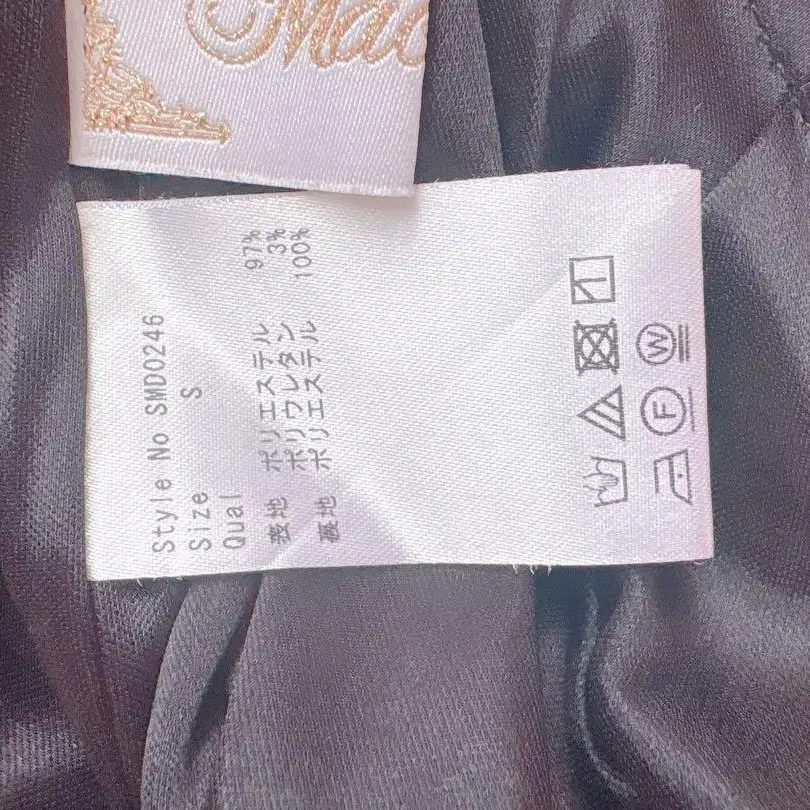 Mac
Style No SMD0246
Size S
Qual
表地 ポリエステル 97%
ポリウレタン 3%
裏地 ポリエステル 100%
W
F